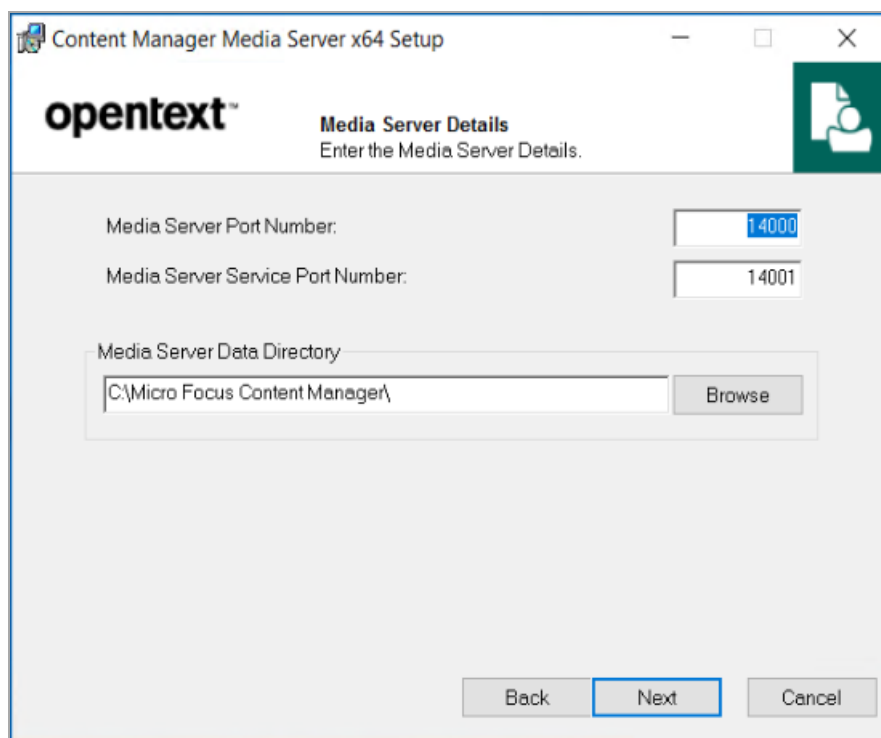 Content Manager Media Server x64 Setup
opentext™
Media Server Details
Enter the Media Server Details.
Media Server Port Number:
14000
Media Server Service Port Number:
14001
Media Server Data Directory
C:\Micro Focus Content Manager\
Browse
Back
Next
Cancel